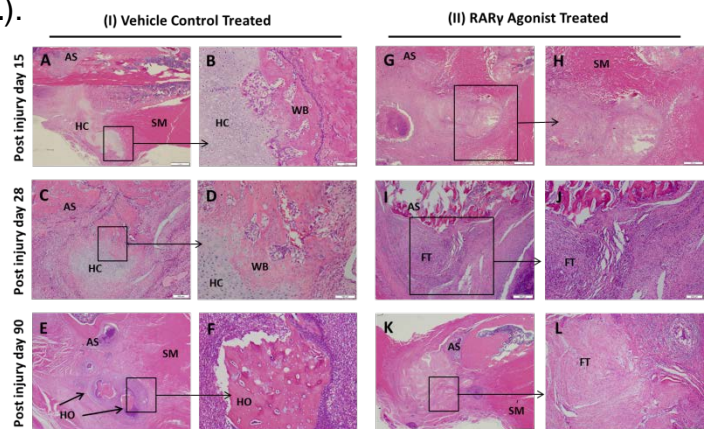 ).
(I) Vehicle Control Treated
(II) RARγ Agonist Treated
Post injury day 15
A
AS
HC
SM
B
HC
WB
G
AS
H
SM
Post injury day 28
C
AS
HC
D
WB
HC
I
AS
FT
J
FT
Post injury day 90
E
AS
SM
HO
F
HO
K
AS
SM
L
FT